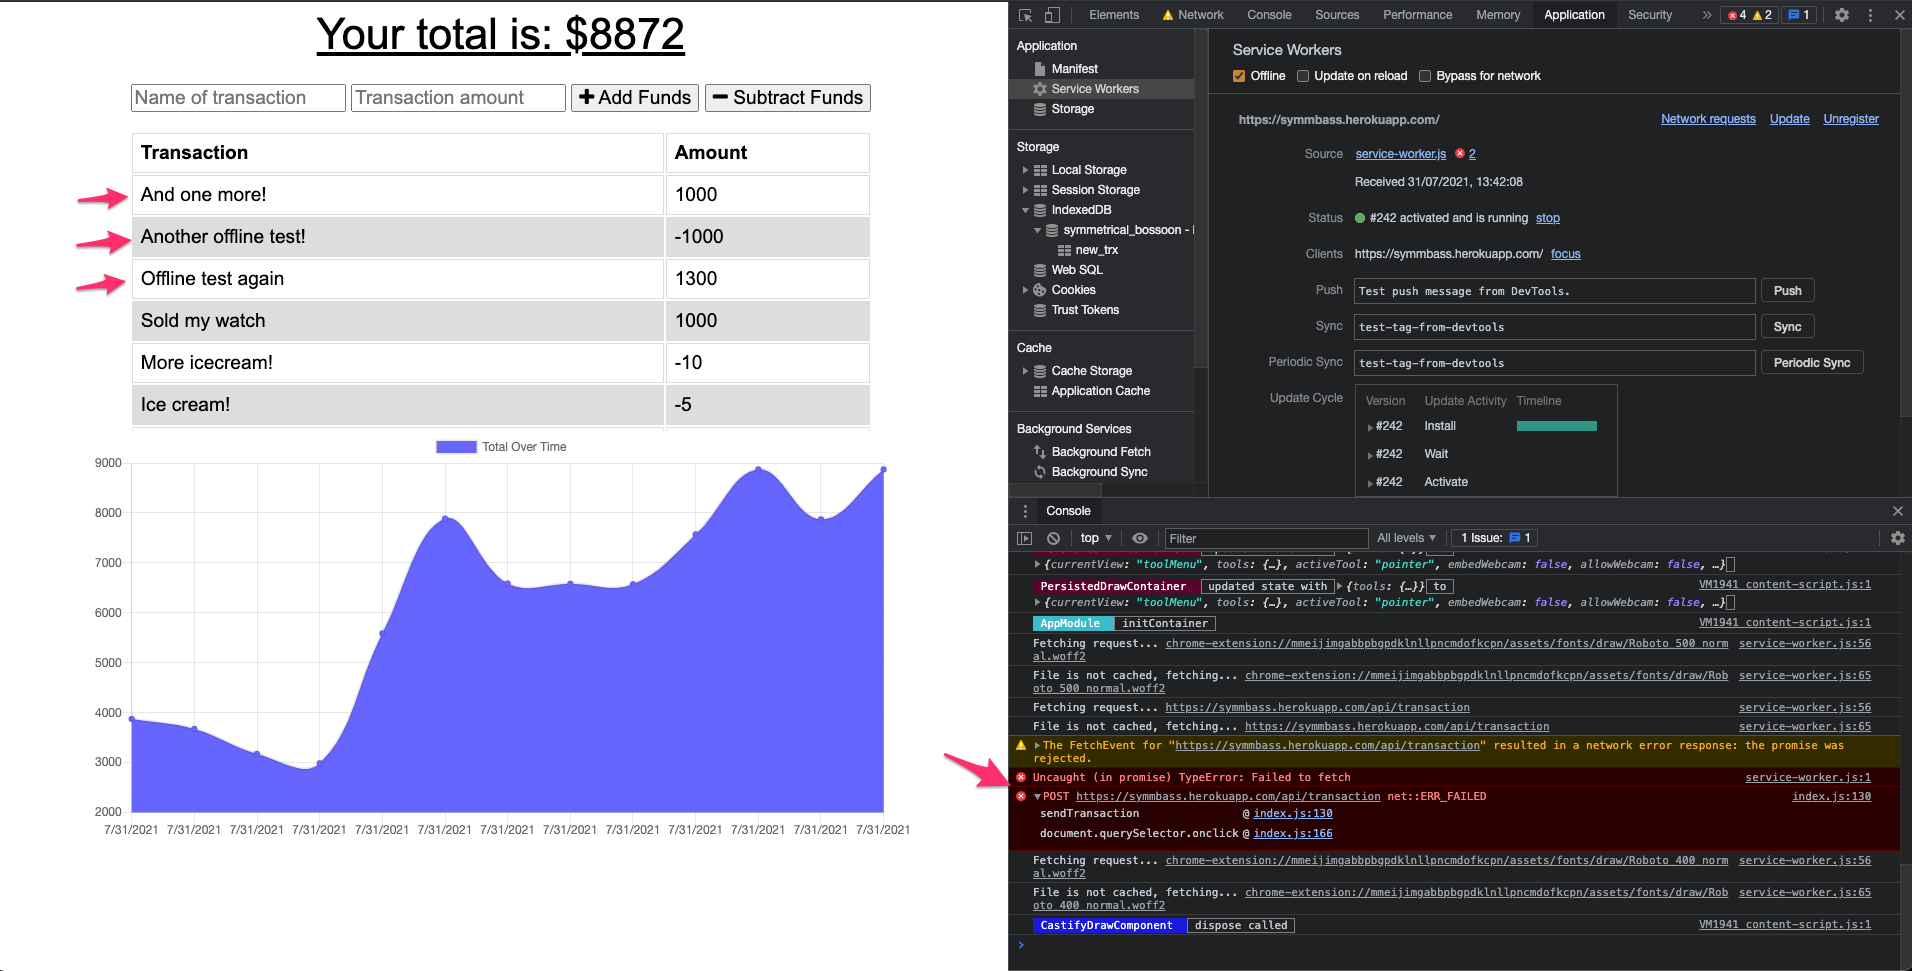 Your total is: $8872
Name of transaction Transaction amount + Add Funds − Subtract Funds
Transaction Amount
And one more! 1000
Another offline test! -1000
Offline test again 1300
Sold my watch 1000
More icecream! -10
Ice cream! -5
Total Over Time
9000
8000
7000
6000
5000
4000
3000
2000
7/31/2021 7/31/2021 7/31/2021 7/31/2021 7/31/2021 7/31/2021 7/31/2021 7/31/2021 7/31/2021 7/31/2021 7/31/2021 7/31/2021 7/31/2021
Elements Network Console Sources Performance Memory Application Security » 4 2 1
Application
Manifest
Service Workers
Storage
Storage
Local Storage
Session Storage
IndexedDB
symmetrical_bossoon -
new_trx
Web SQL
Cookies
Trust Tokens
Cache
Cache Storage
Application Cache
Background Services
Background Fetch
Background Sync
Service Workers
Offline Update on reload Bypass for network
https://symmbass.herokuapp.com/ Network requests Update Unregister
Source service-worker.js 2
Received 31/07/2021, 13:42:08
Status #242 activated and is running stop
Clients https://symmbass.herokuapp.com/ focus
Push Test push message from DevTools. Push
Sync test-tag-from-devtools Sync
Periodic Sync test-tag-from-devtools Periodic Sync
Update Cycle Version Update Activity Timeline
#242 Install
#242 Wait
#242 Activate
Console
top Filter All levels 1 Issue: 1
{currentView: "toolMenu", tools: {…}, activeTool: "pointer", embedWebcam: false, allowWebcam: false, …}
PersistedDrawContainer updated state with {tools: {…}} to VM1941 content-script.js:1
{currentView: "toolMenu", tools: {…}, activeTool: "pointer", embedWebcam: false, allowWebcam: false, …}
AppModule initContainer VM1941 content-script.js:1
Fetching request... chrome-extension://mmeijimgabbpbgpdklnllpncmdofkcpn/assets/fonts/draw/Roboto_500_norm service-worker.js:56
al.woff2
File is not cached, fetching... chrome-extension://mmeijimgabbpbgpdklnllpncmdofkcpn/assets/fonts/draw/Rob service-worker.js:65
oto_500_normal.woff2
Fetching request... https://symmbass.herokuapp.com/api/transaction service-worker.js:56
File is not cached, fetching... https://symmbass.herokuapp.com/api/transaction service-worker.js:65
The FetchEvent for "https://symmbass.herokuapp.com/api/transaction" resulted in a network error response: the promise was
rejected.
Uncaught (in promise) TypeError: Failed to fetch service-worker.js:1
POST https://symmbass.herokuapp.com/api/transaction net::ERR_FAILED index.js:130
sendTransaction @ index.js:130
document.querySelector.onclick @ index.js:166
Fetching request... chrome-extension://mmeijimgabbpbgpdklnllpncmdofkcpn/assets/fonts/draw/Roboto_400_norm service-worker.js:56
al.woff2
File is not cached, fetching... chrome-extension://mmeijimgabbpbgpdklnllpncmdofkcpn/assets/fonts/draw/Rob service-worker.js:65
oto_400_normal.woff2
CastifyDrawComponent dispose called VM1941 content-script.js:1